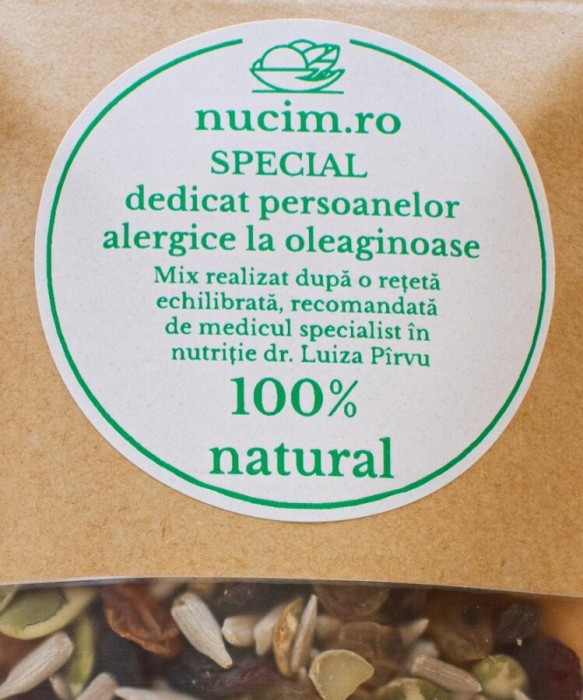 nucim.ro
SPECIAL
dedicat persoanelor
alergice la oleaginoase
Mix realizat după o rețetă
echilibrată, recomandată
de medicul specialist în
nutriție dr. Luiza Pîrvu
100%
natural